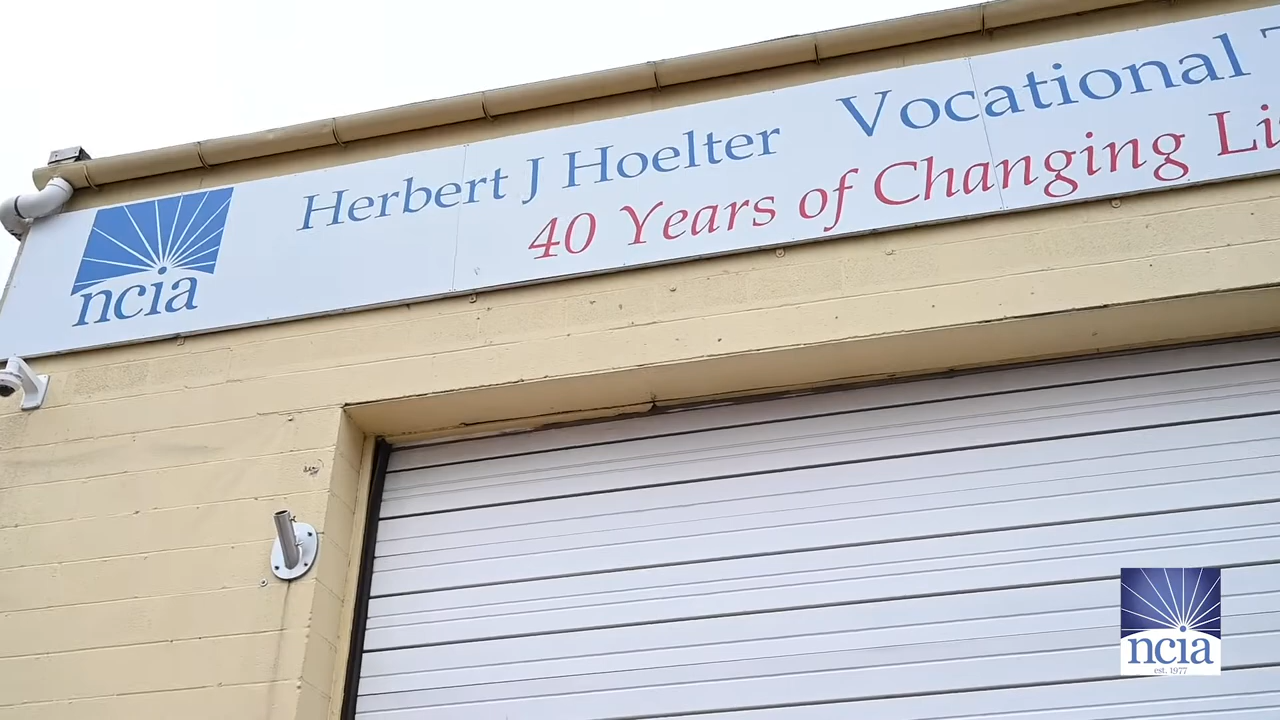 Herbert J Hoelter Vocational
40 Years of Changing
ncia
ncia
est. 1977